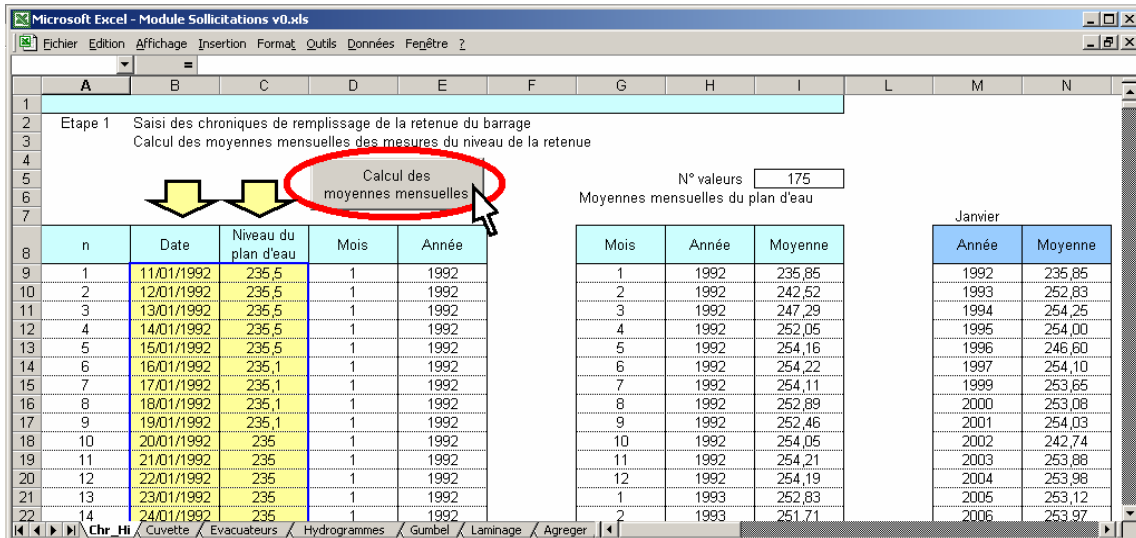 Microsoft Excel - Module Sollicitations v0.xls
Fichier Edition Affichage Insertion Format Outils Données Fenêtre ?
=
A B C D E F G H I L M N
1
2 Etape 1 Saisi des chroniques de remplissage de la retenue du barrage
3 Calcul des moyennes mensuelles des mesures du niveau de la retenue
4
5 Calcul des moyennes mensuelles N° valeurs 175
6 Moyennes mensuelles du plan d'eau
7 Janvier
8 n Date Niveau du plan d'eau Mois Année Mois Année Moyenne Année Moyenne
9 1 11/01/1992 235,5 1 1992 1 1992 235,85 1992 235,85
10 2 12/01/1992 235,5 1 1992 2 1992 242,52 1993 252,83
11 3 13/01/1992 235,5 1 1992 3 1992 247,29 1994 254,25
12 4 14/01/1992 235,5 1 1992 4 1992 252,05 1995 254,00
13 5 15/01/1992 235,5 1 1992 5 1992 254,16 1996 246,60
14 6 16/01/1992 235,1 1 1992 6 1992 254,22 1997 254,10
15 7 17/01/1992 235,1 1 1992 7 1992 254,11 1999 253,65
16 8 18/01/1992 235,1 1 1992 8 1992 252,89 2000 253,08
17 9 19/01/1992 235,1 1 1992 9 1992 252,46 2001 254,03
18 10 20/01/1992 235 1 1992 10 1992 254,05 2002 242,74
19 11 21/01/1992 235 1 1992 11 1992 254,21 2003 253,88
20 12 22/01/1992 235 1 1992 12 1992 254,19 2004 253,98
21 13 23/01/1992 235 1 1992 1 1993 252,83 2005 253,12
22 14 24/01/1992 235 1 1992 2 1993 251,71 2006 253,97
Chr_Hi Cuvette Evacuateurs Hydrogrammes Gumbel Laminage Agreger